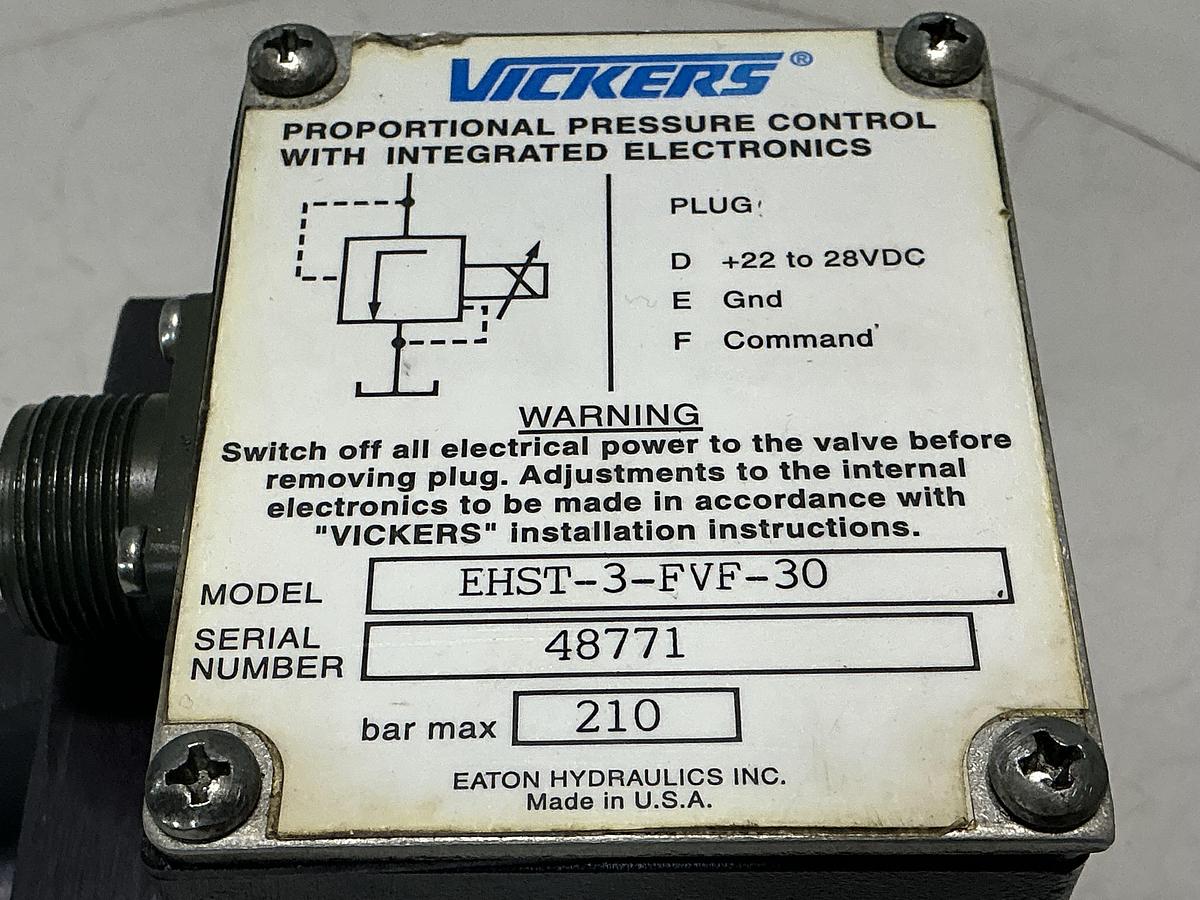 VICKERS®
PROPORTIONAL PRESSURE CONTROL
WITH INTEGRATED ELECTRONICS
PLUG
D +22 to 28VDC
E Gnd
F Command
WARNING
Switch off all electrical power to the valve before
removing plug. Adjustments to the internal
electronics to be made in accordance with
"VICKERS" installation instructions.
MODEL EHST-3-FVF-30
SERIAL
NUMBER 48771
bar max 210
EATON HYDRAULICS INC.
Made in U.S.A.